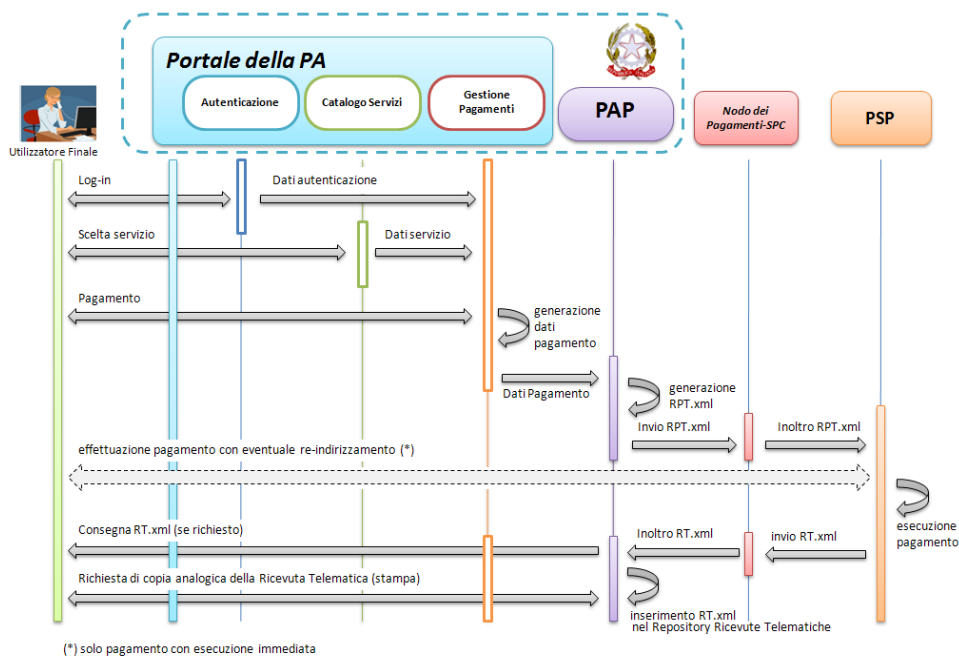 Portale della PA
Autenticazione
Catalogo Servizi
Gestione
Pagamenti
PAP
Nodo dei
Pagamenti-SPC
PSP
Utilizzatore Finale
Log-in
Dati autenticazione
Scelta servizio
Dati servizio
Pagamento
generazione
dati
pagamento
Dati Pagamento
generazione
RPT.xml
Invio RPT.xml
Inoltro RPT.xml
effettuazione pagamento con eventuale re-indirizzamento (*)
esecuzione
pagamento
Consegna RT.xml (se richiesto)
Inoltro RT.xml
invio RT.xml
Richiesta di copia analogica della Ricevuta Telematica (stampa)
inserimento RT.xml
nel Repository Ricevute Telematiche
(*) solo pagamento con esecuzione immediata